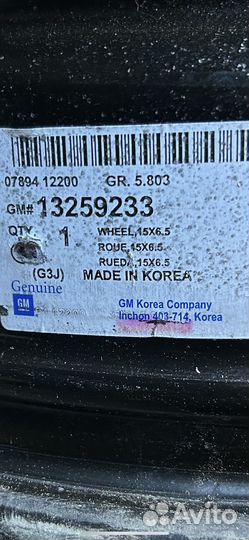 07894 12200 GR. 5.803
GM# 13259233
QTY. 1 WHEEL,15X6.5
ROUE,15X6.5
RUEDA,15X6.5
(G3J) MADE IN KOREA
Genuine
GM
GM Korea Company
Inchon 403-714, Korea
Avito